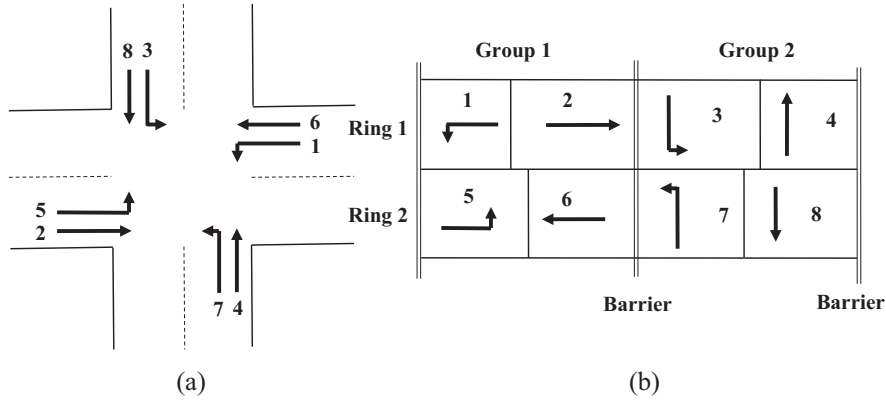 8 3
6
1
5
2
7 4
(a)
Group 1 Group 2
Ring 1
1 2 3 4
Ring 2
5 6 7 8
Barrier Barrier
(b)